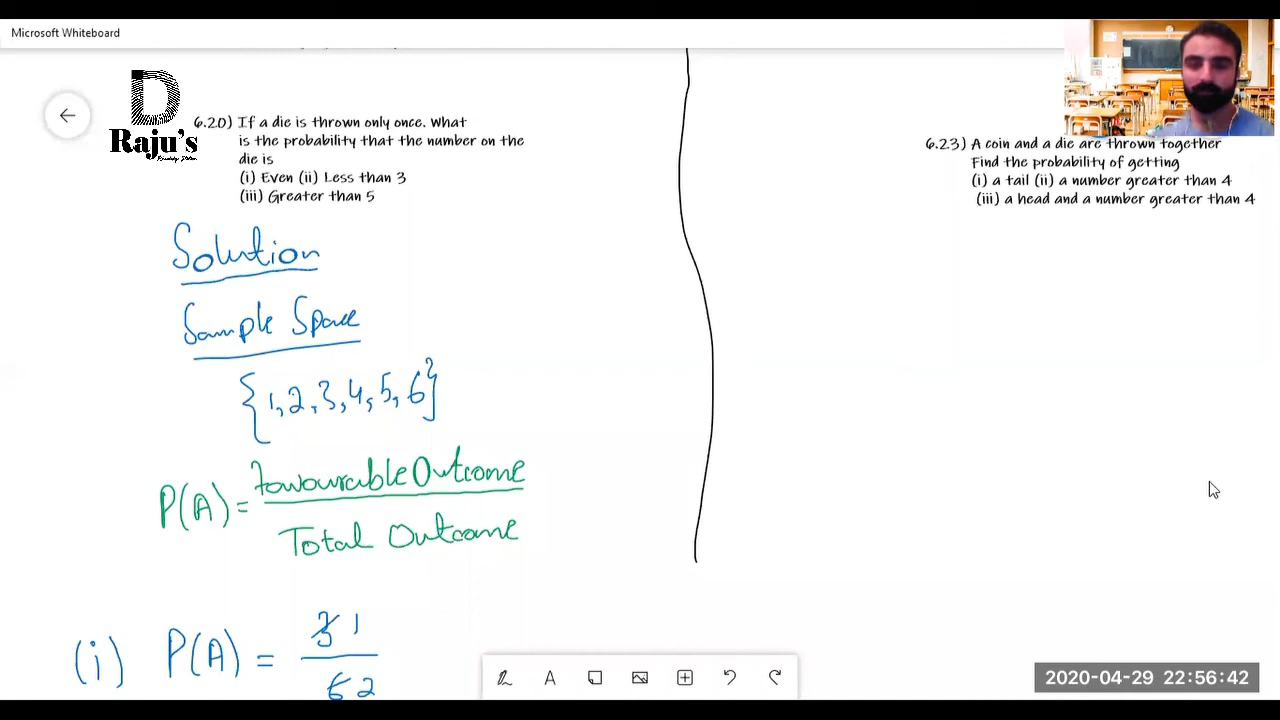 Microsoft Whiteboard
D
Raju's
6.20) If a die is thrown only once. What
is the probability that the number on the
die is
(i) Even (ii) Less than 3
(iii) Greater than 5
Solution
Sample Space
{1,2,3,4,5,6}
P(A) = Favourable Outcome
Total Outcome
(i) P(A) = 3 1
6 2
6.23) A coin and a die are thrown together
Find the probability of getting
(i) a tail (ii) a number greater than 4
(iii) a head and a number greater than 4
A
2020-04-29 22:56:42